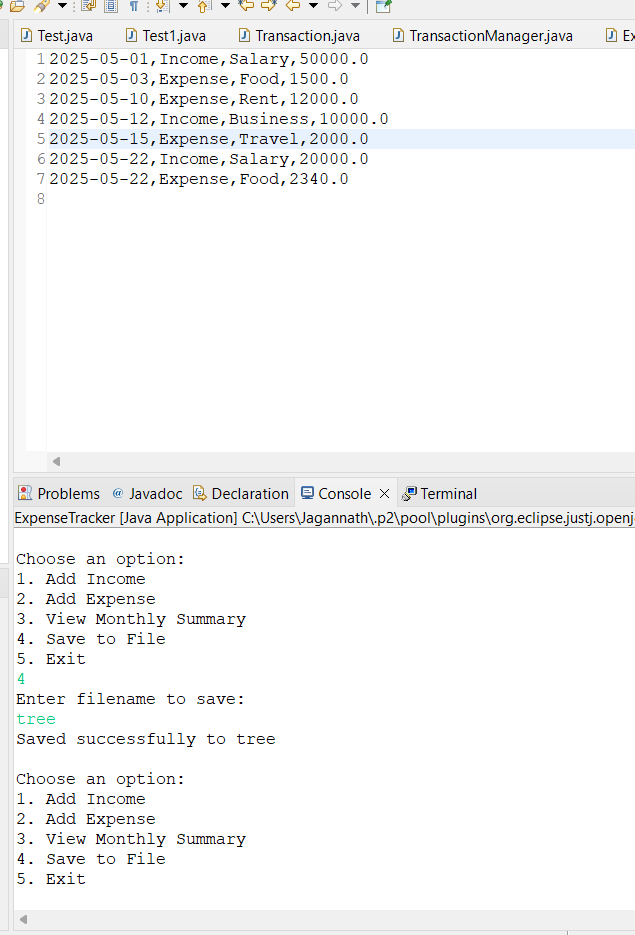 Test.java Test1.java Transaction.java TransactionManager.java Ex
1 2025-05-01,Income,Salary,50000.0
2 2025-05-03,Expense,Food,1500.0
3 2025-05-10,Expense,Rent,12000.0
4 2025-05-12,Income,Business,10000.0
5 2025-05-15,Expense,Travel,2000.0
6 2025-05-22,Income,Salary,20000.0
7 2025-05-22,Expense,Food,2340.0
8
Problems @ Javadoc Declaration Console Terminal
ExpenseTracker [Java Application] C:\Users\Jagannath\.p2\pool\plugins\org.eclipse.justj.openj
Choose an option:
1. Add Income
2. Add Expense
3. View Monthly Summary
4. Save to File
5. Exit
4
Enter filename to save:
tree
Saved successfully to tree
Choose an option:
1. Add Income
2. Add Expense
3. View Monthly Summary
4. Save to File
5. Exit